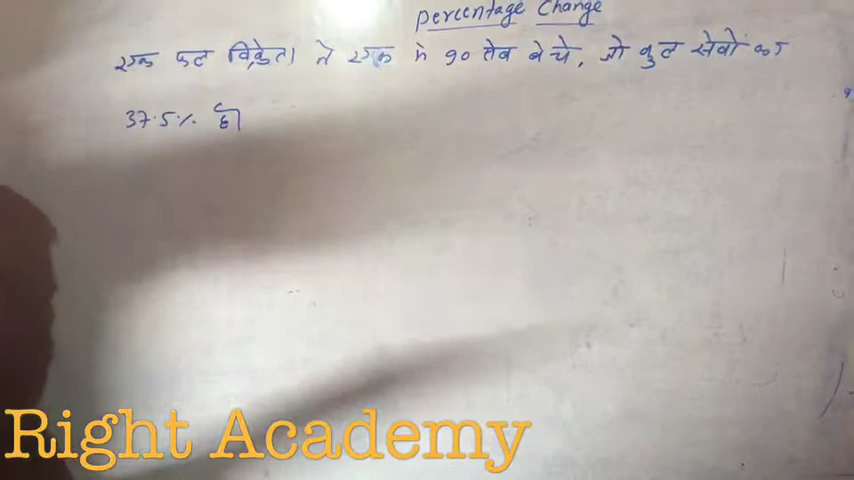 Percentage Change
एक फल विक्रेता ने एक मे 90 सेब बेचे, जो कुल सेबो का
37.5% है
Right Academy